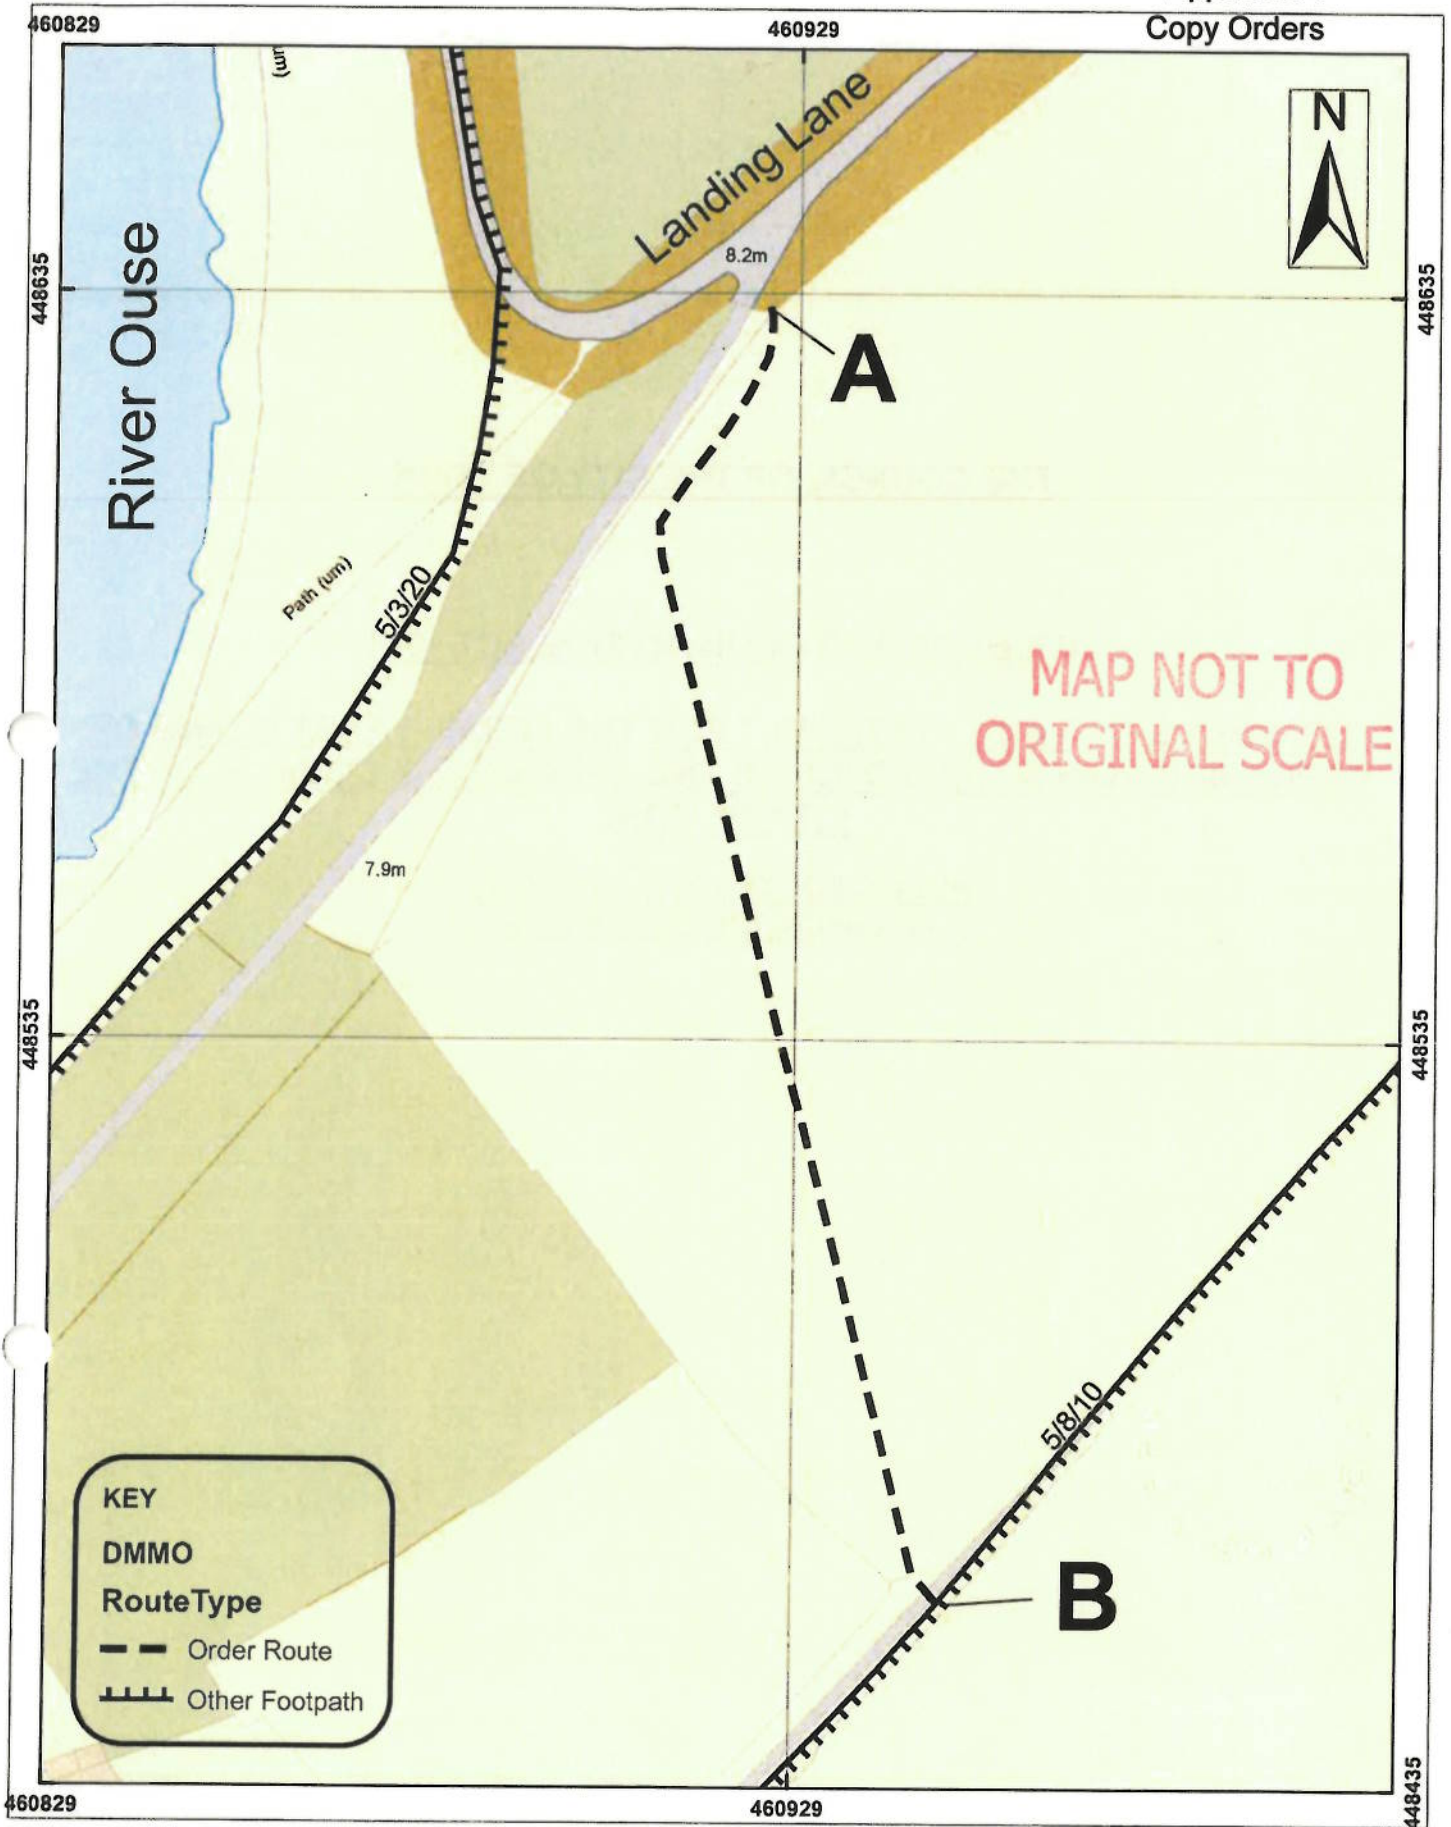 460829
460929
Copy Orders
N
Landing Lane
8.2m
448635
448635
River Ouse
A
Path (um)
5/3/20
MAP NOT TO
ORIGINAL SCALE
7.9m
448535
448535
5/8/10
B
KEY
DMMO
RouteType
Order Route
Other Footpath
448435
460829
460929